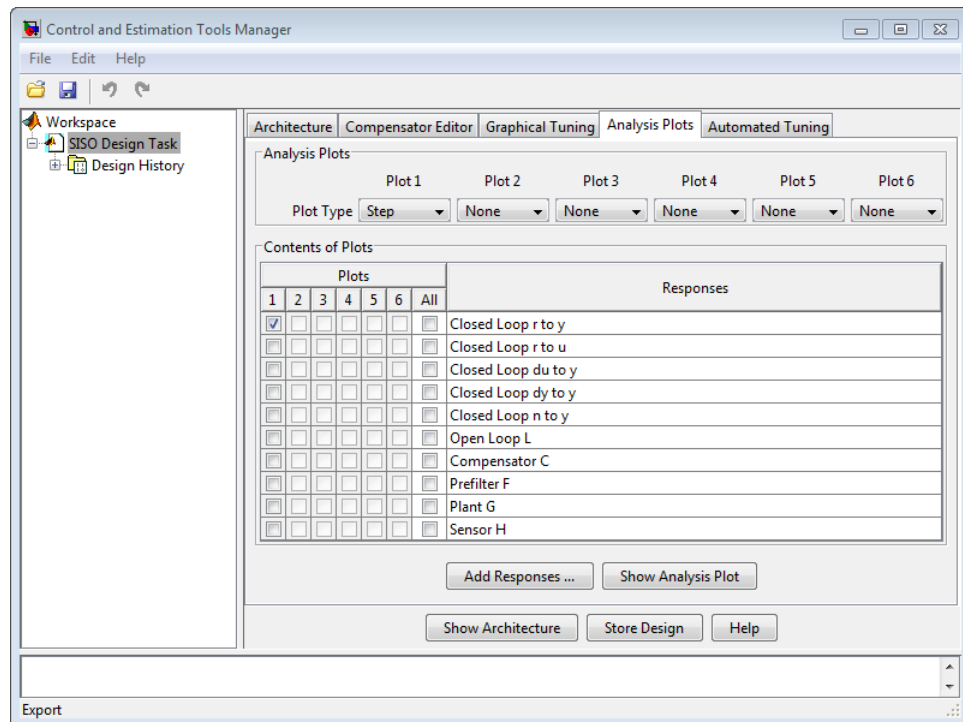 Control and Estimation Tools Manager
File Edit Help
Workspace
SISO Design Task
Design History
Architecture Compensator Editor Graphical Tuning Analysis Plots Automated Tuning
Analysis Plots
Plot 1 Plot 2 Plot 3 Plot 4 Plot 5 Plot 6
Plot Type Step None None None None None
Contents of Plots
Plots
Responses
1 2 3 4 5 6 All
Closed Loop r to y
Closed Loop r to u
Closed Loop du to y
Closed Loop dy to y
Closed Loop n to y
Open Loop L
Compensator C
Prefilter F
Plant G
Sensor H
Add Responses ... Show Analysis Plot
Show Architecture Store Design Help
Export